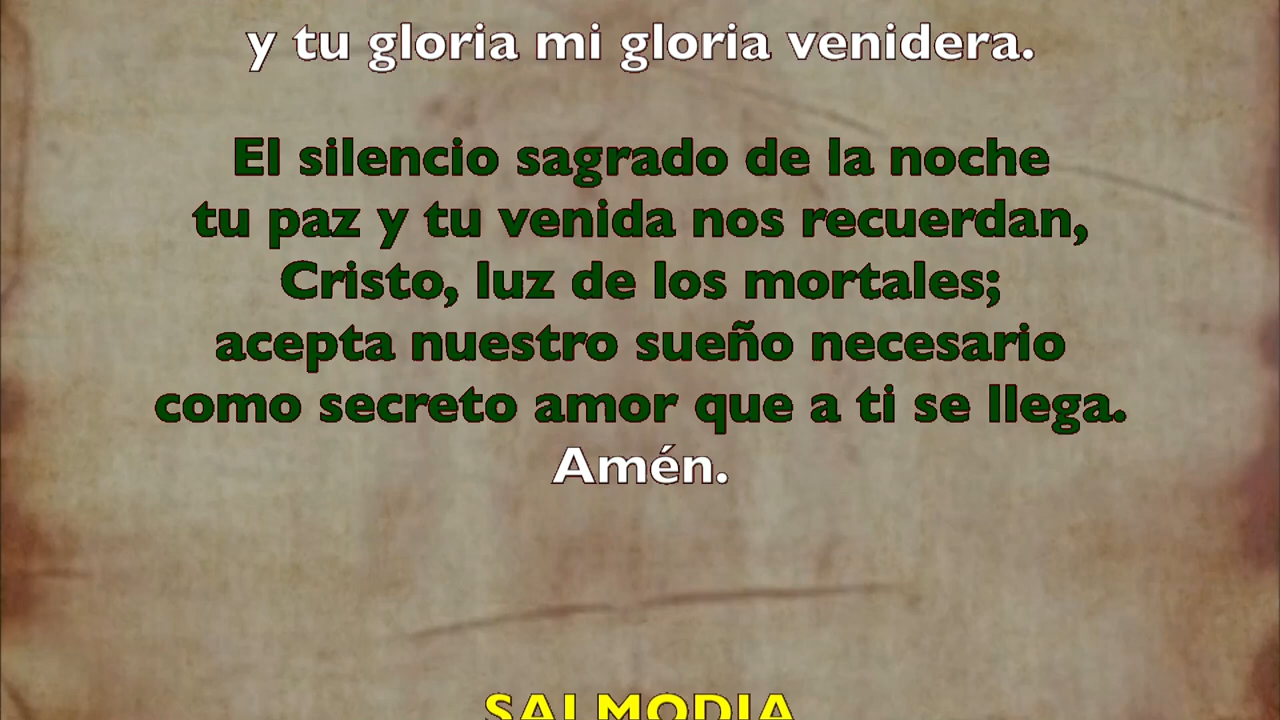 y tu gloria mi gloria venidera.
El silencio sagrado de la noche
tu paz y tu venida nos recuerdan,
Cristo, luz de los mortales;
acepta nuestro sueño necesario
como secreto amor que a ti se llega.
Amén.
SALMODIA